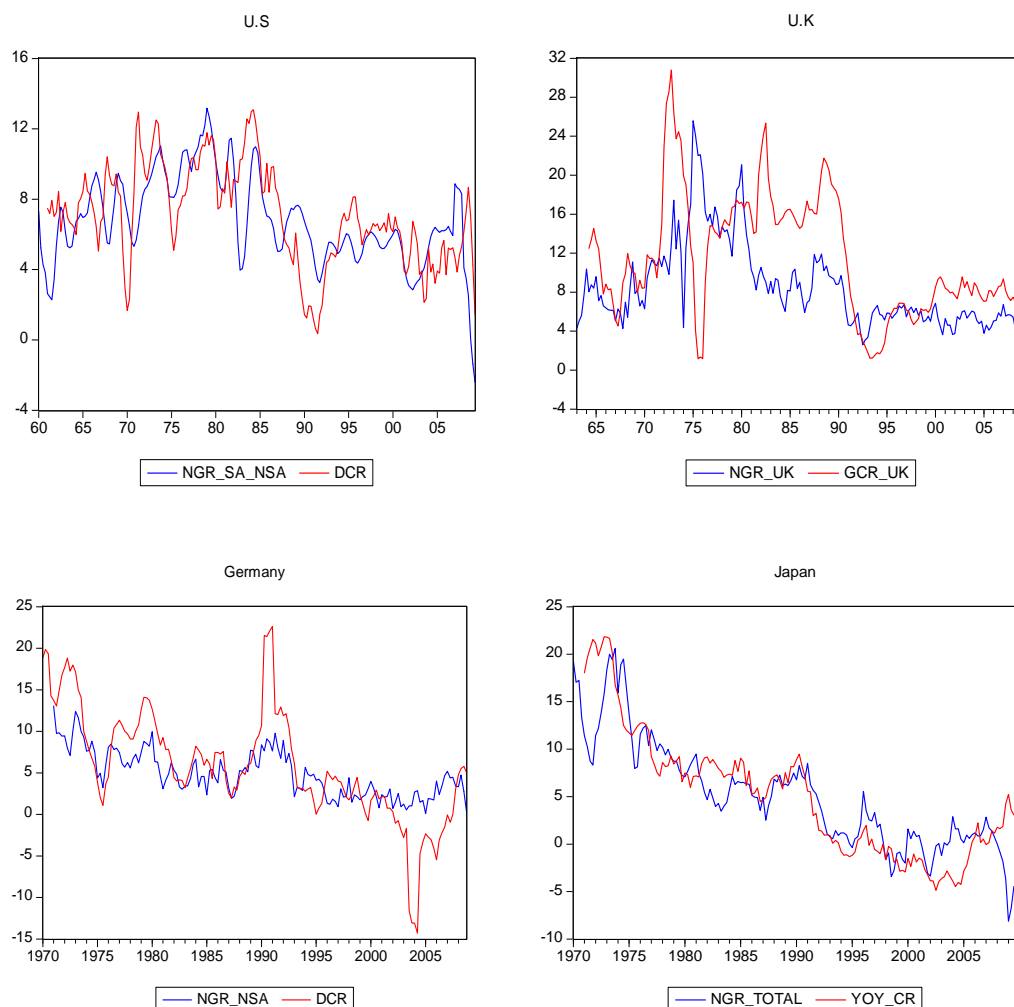 U.S
16
12
8
4
0
-4
60 65 70 75 80 85 90 95 00 05
NGR_SA_NSA DCR
U.K
32
28
24
20
16
12
8
4
0
-4
65 70 75 80 85 90 95 00 05
NGR_UK GCR_UK
Germany
25
20
15
10
5
0
-5
-10
-15
1970 1975 1980 1985 1990 1995 2000 2005
NGR_NSA DCR
Japan
25
20
15
10
5
0
-5
-10
1970 1975 1980 1985 1990 1995 2000 2005
NGR_TOTAL YOY_CR